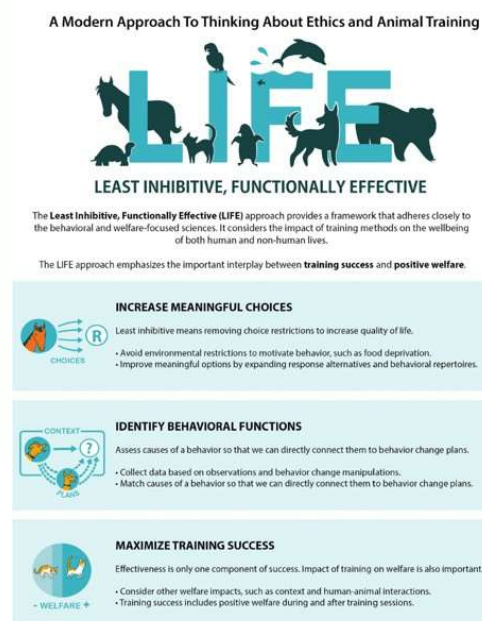 A Modern Approach To Thinking About Ethics and Animal Training
LIFE
LEAST INHIBITIVE, FUNCTIONALLY EFFECTIVE
The Least Inhibitive, Functionally Effective (LIFE) approach provides a framework that adheres closely to
the behavioral and welfare-focused sciences. It considers the impact of training methods on the wellbeing
of both human and non-human lives.
The LIFE approach emphasizes the important interplay between training success and positive welfare.
INCREASE MEANINGFUL CHOICES
Least inhibitive means removing choice restrictions to increase quality of life.
• Avoid environmental restrictions to motivate behavior, such as food deprivation.
• Improve meaningful options by expanding response alternatives and behavioral repertoires.
R
CHOICES
IDENTIFY BEHAVIORAL FUNCTIONS
Assess causes of a behavior so that we can directly connect them to behavior change plans.
• Collect data based on observations and behavior change manipulations.
• Match causes of a behavior so that we can directly connect them to behavior change plans.
CONTEXT
?
PLANS
MAXIMIZE TRAINING SUCCESS
Effectiveness is only one component of success. Impact of training on welfare is also important
• Consider other welfare impacts, such as context and human-animal interactions.
• Training success includes positive welfare during and after training sessions.
- WELFARE +